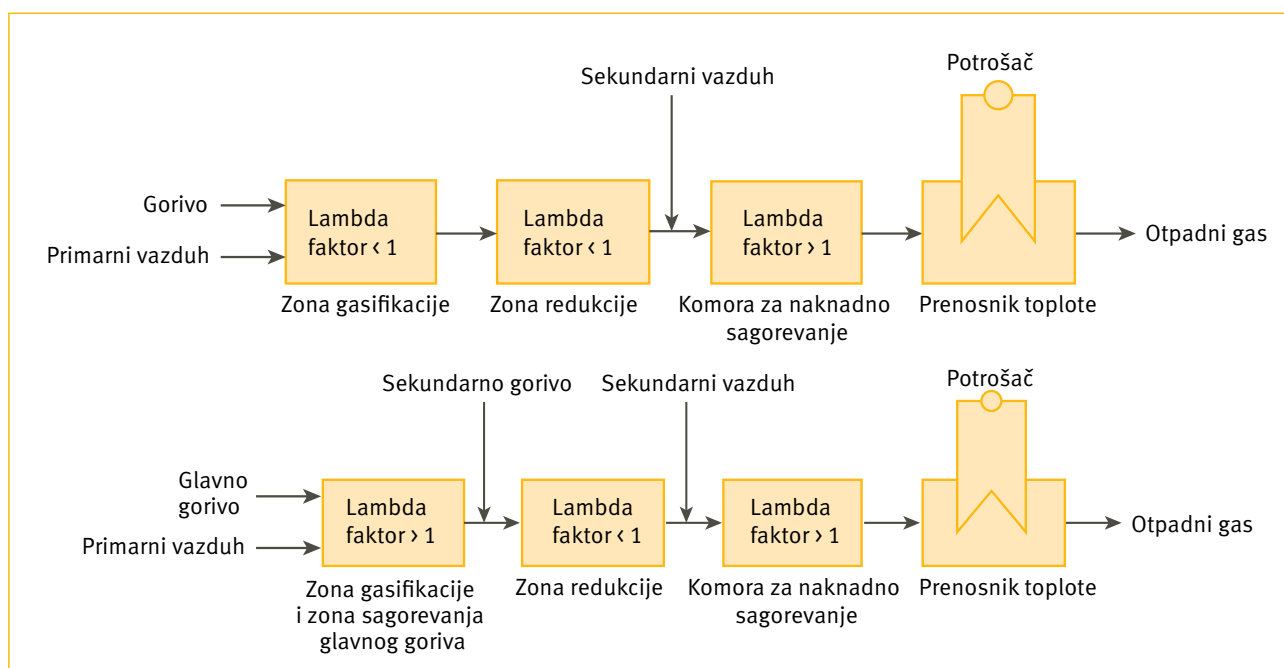 Potrošač
Sekundarni vazduh
Gorivo
Primarni vazduh
Lambda
faktor < 1
Lambda
faktor < 1
Lambda
faktor > 1
Otpadni gas
Zona gasifikacije
Zona redukcije
Komora za naknadno
sagorevanje
Prenosnik toplote
Sekundarno gorivo
Sekundarni vazduh
Potrošač
Glavno
gorivo
Primarni vazduh
Lambda
faktor > 1
Lambda
faktor < 1
Lambda
faktor > 1
Otpadni gas
Zona gasifikacije
i zona sagorevanja
glavnog goriva
Zona redukcije
Komora za naknadno
sagorevanje
Prenosnik toplote